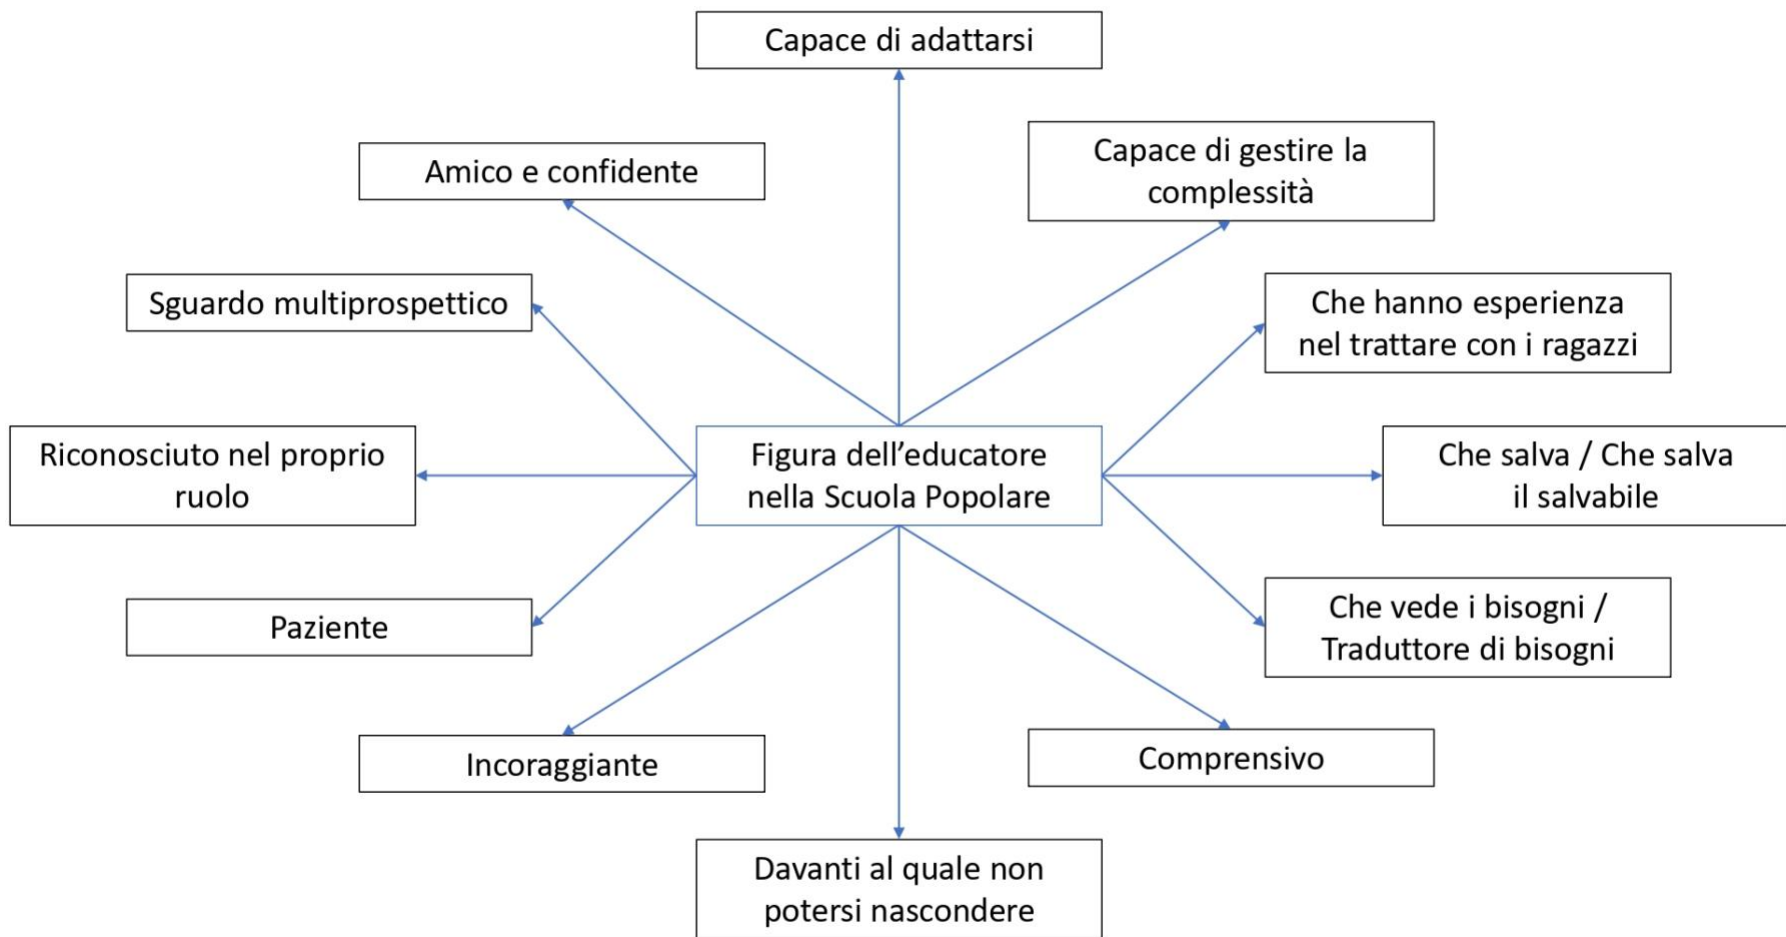 Capace di adattarsi
Capace di gestire la
complessità
Amico e confidente
Sguardo multiprospettico
Che hanno esperienza
nel trattare con i ragazzi
Riconosciuto nel proprio
ruolo
Figura dell’educatore
nella Scuola Popolare
Che salva / Che salva
il salvabile
Paziente
Che vede i bisogni /
Traduttore di bisogni
Incoraggiante
Comprensivo
Davanti al quale non
potersi nascondere